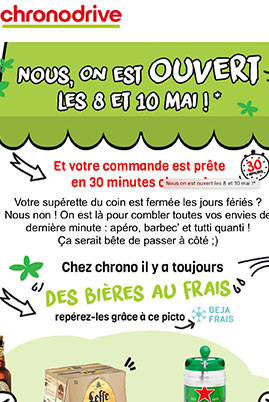 chronodrive
NOUS, ON EST OUVERT
LES 8 ET 10 MAI ! *
Et votre commande est prête
en 30 minutes
30
Nous on est ouvert les 8 et 10 mai !*
Votre supérette du coin est fermée les jours fériés ?
Nous non ! On est là pour combler toutes vos envies de
dernière minute : apéro, barbec' et tutti quanti !
Ça serait bête de passer à côté ;)
Chez chrono il y a toujours
DES BIÈRES AU FRAIS
repérez-les grâce à ce picto
DEJA
FRAIS
Leffe